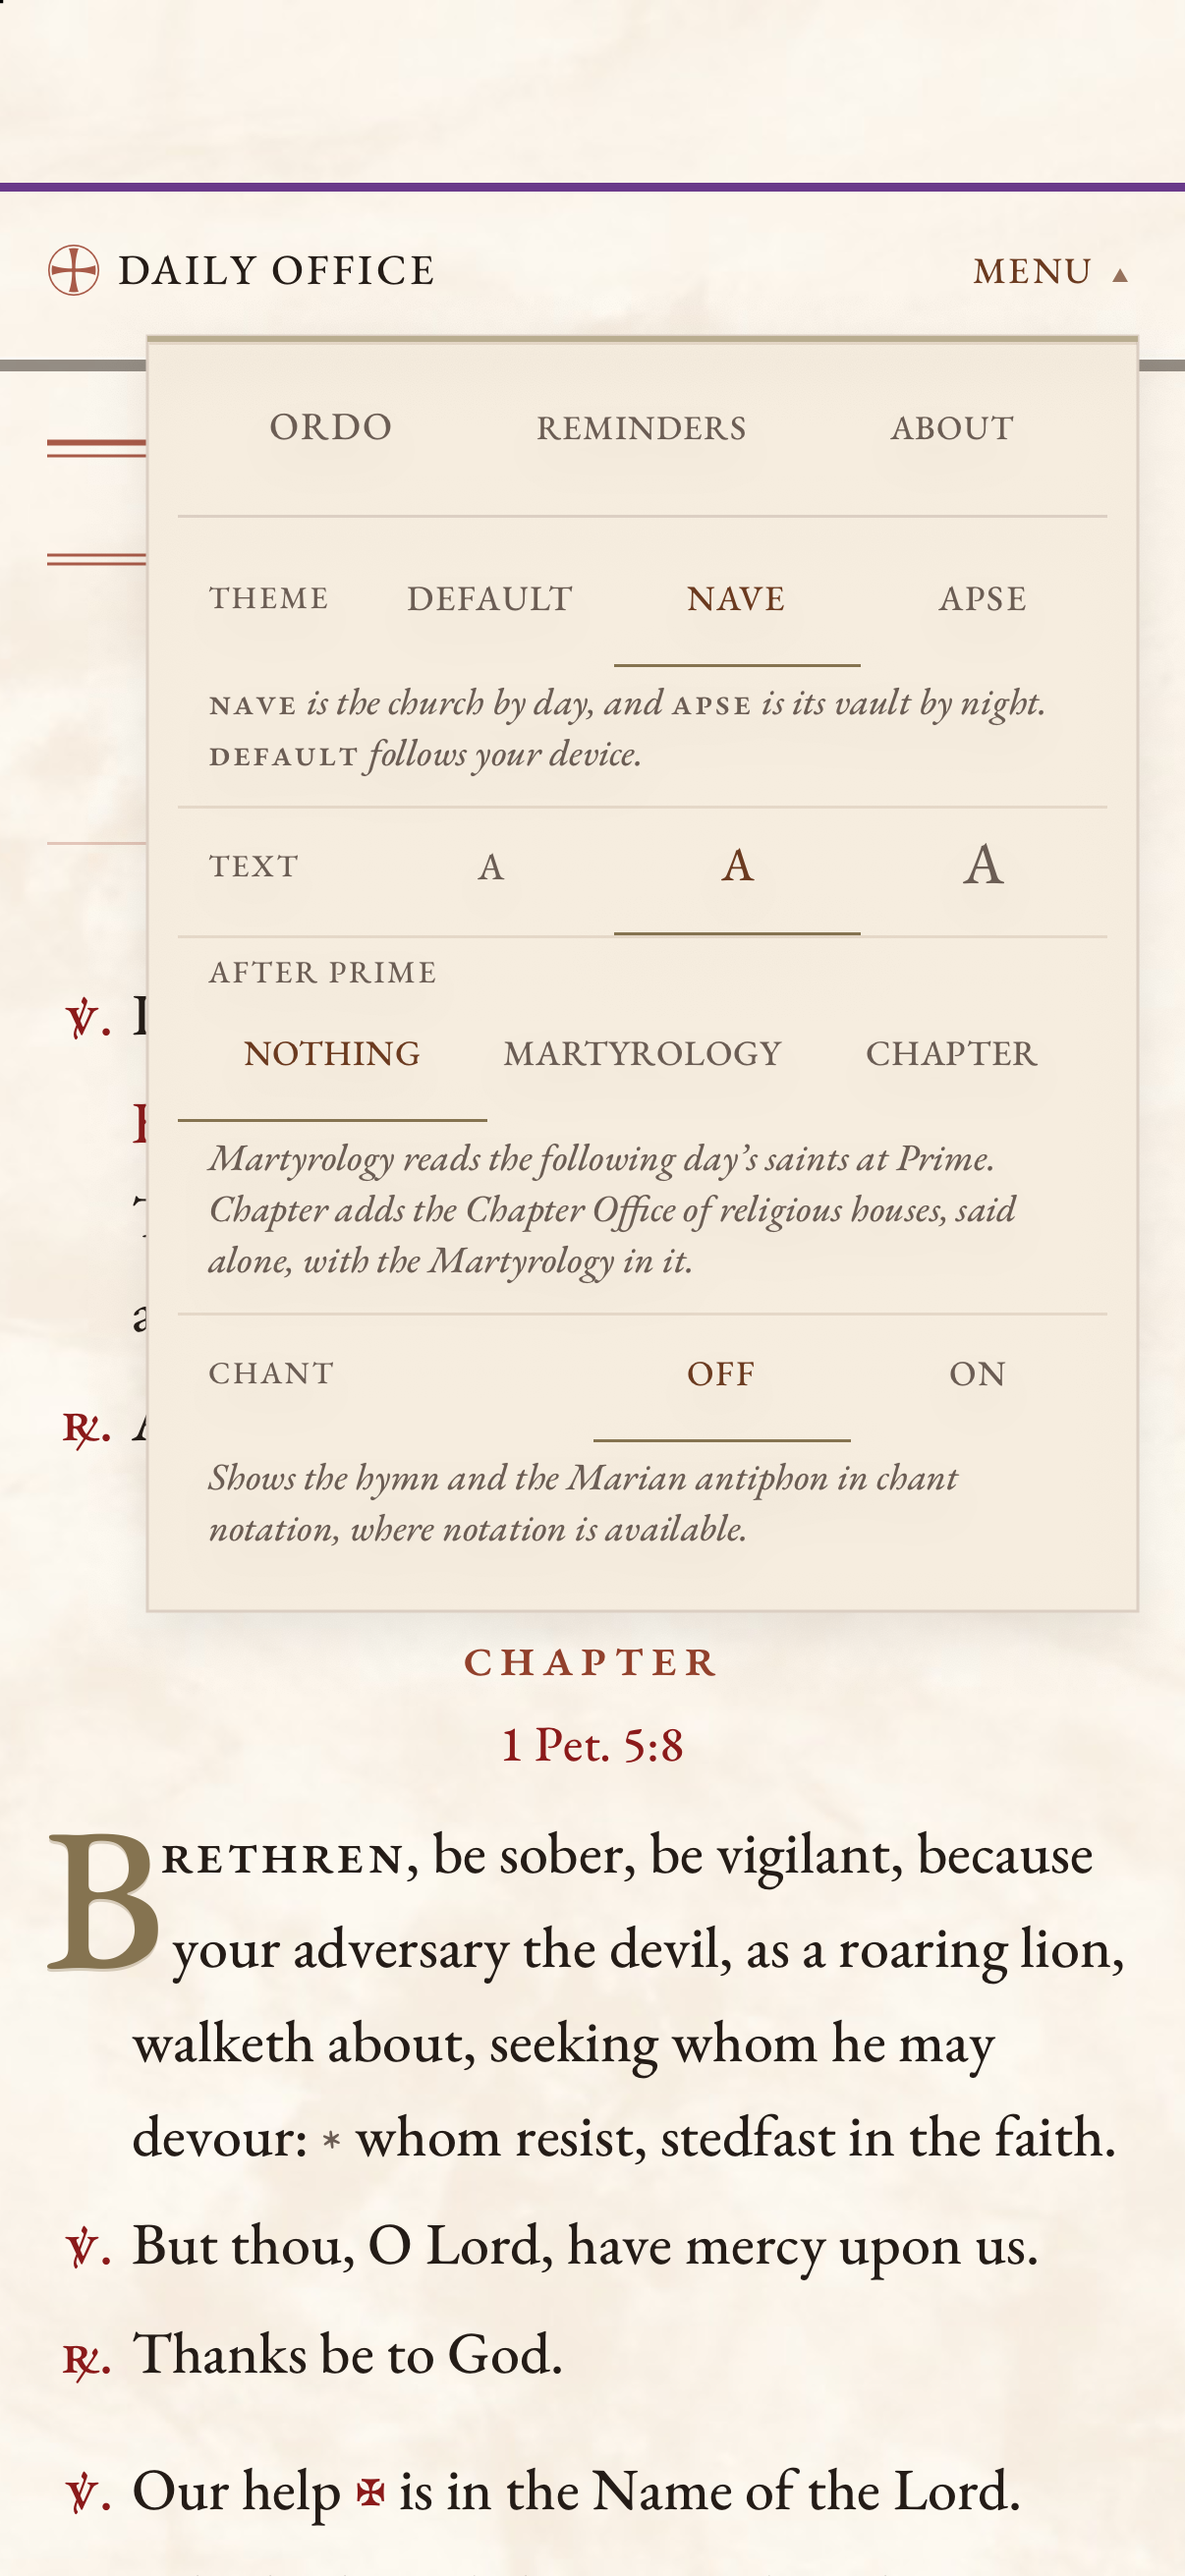 DAILY OFFICE
MENU ▲
ORDO REMINDERS ABOUT
THEME DEFAULT NAVE APSE
NAVE is the church by day, and APSE is its vault by night.
DEFAULT follows your device.
TEXT A A A
AFTER PRIME
NOTHING MARTYROLOGY CHAPTER
Martyrology reads the following day’s saints at Prime.
Chapter adds the Chapter Office of religious houses, said
alone, with the Martyrology in it.
CHANT OFF ON
Shows the hymn and the Marian antiphon in chant
notation, where notation is available.
℣.
℟.
CHAPTER
1 Pet. 5:8
BRETHREN, be sober, be vigilant, because
your adversary the devil, as a roaring lion,
walketh about, seeking whom he may
devour: * whom resist, stedfast in the faith.
℣. But thou, O Lord, have mercy upon us.
℟. Thanks be to God.
℣. Our help ✠ is in the Name of the Lord.